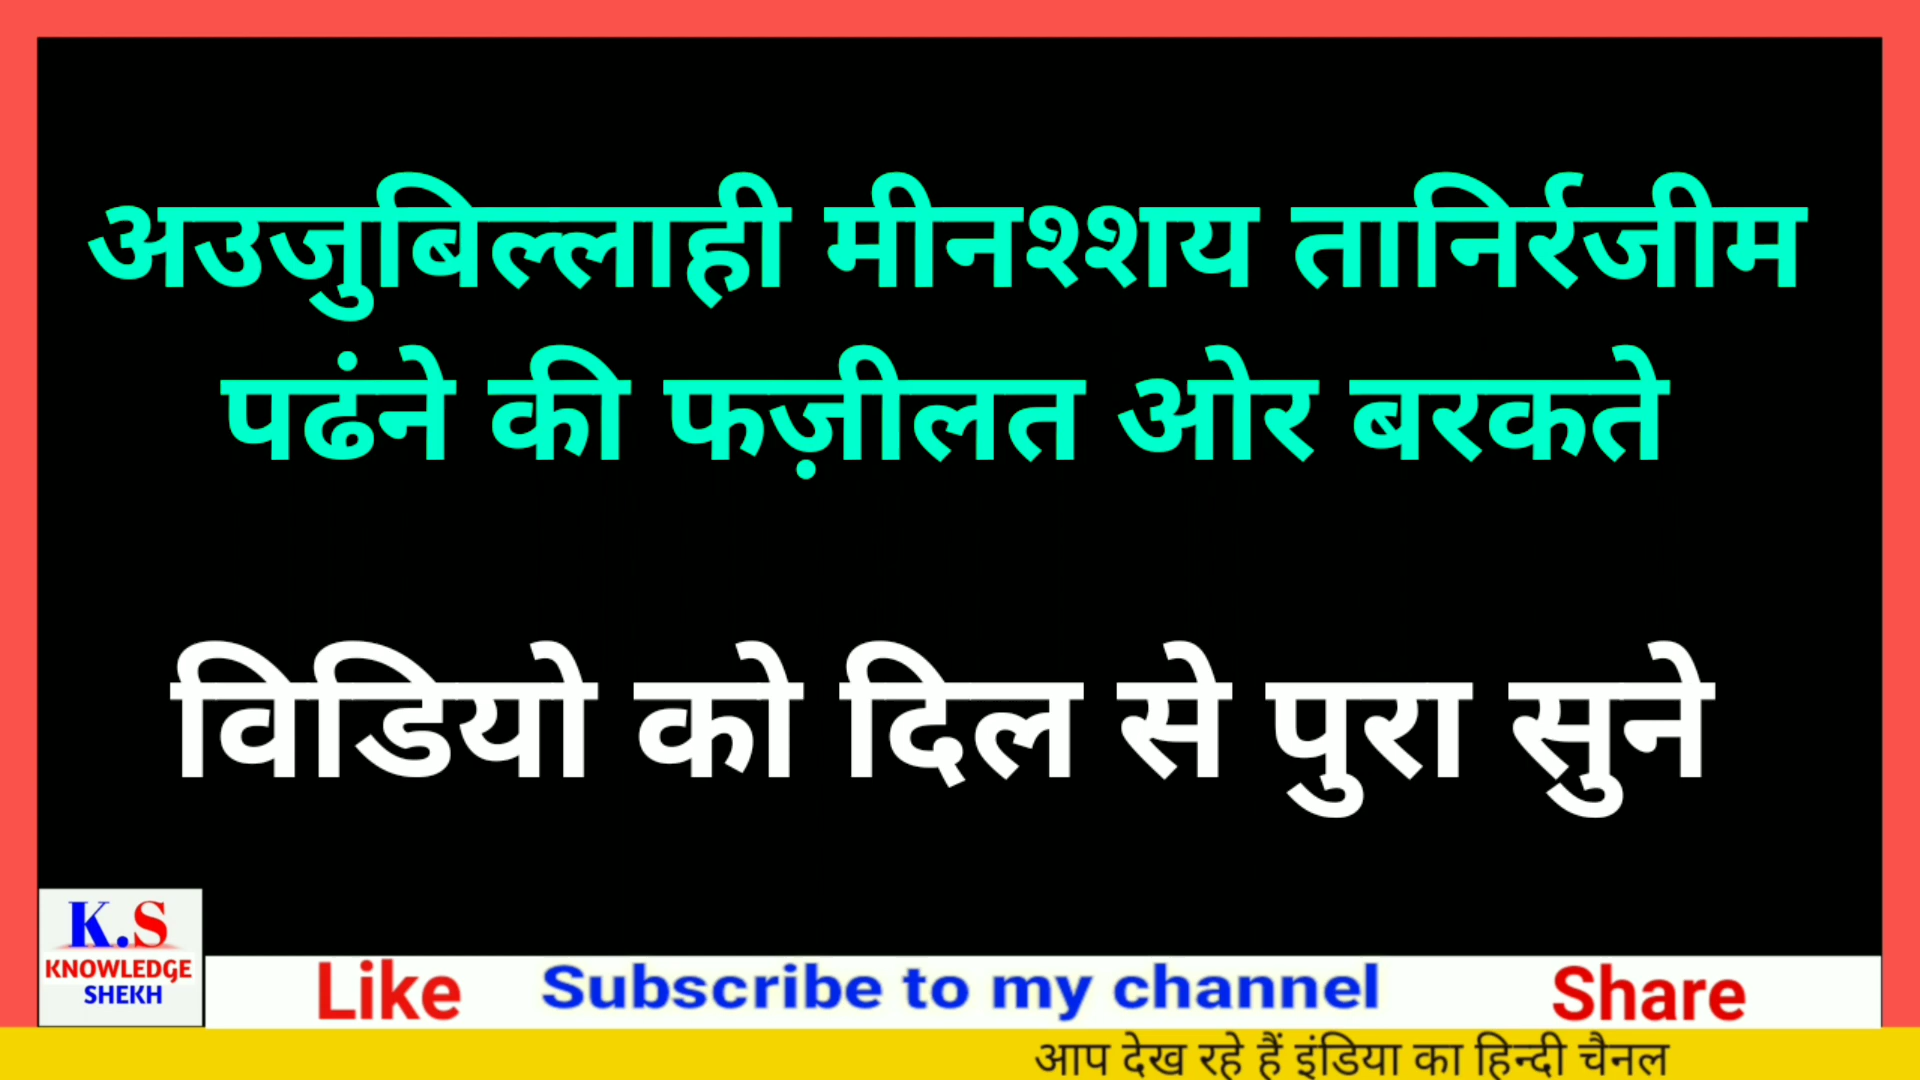 अउजुबिल्लाही मीनश्शय तानिर्रजीम
पढंने की फज़ीलत ओर बरकते
विडियो को दिल से पुरा सुने
K.S
KNOWLEDGE
SHEKH
Like Subscribe to my channel Share
आप देख रहे हैं इंडिया का हिन्दी चैनल